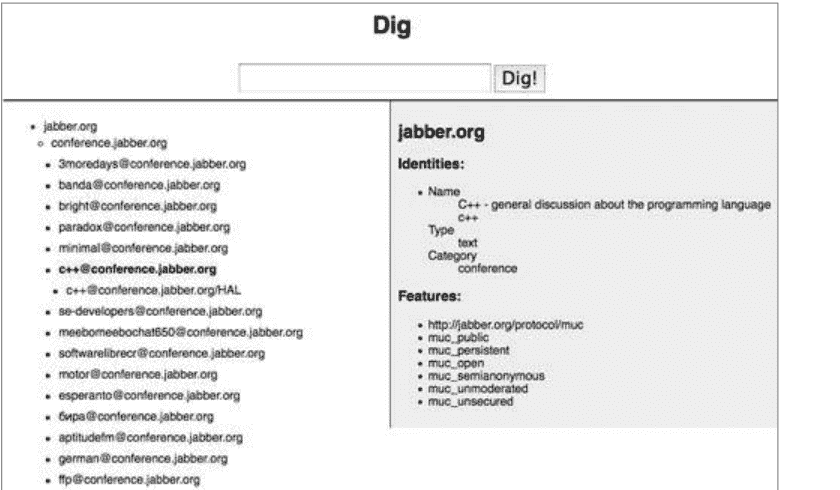 Dig
Dig!
jabber.org
conference.jabber.org
3moredays@conference.jabber.org
banda@conference.jabber.org
bright@conference.jabber.org
paradox@conference.jabber.org
minimal@conference.jabber.org
c++@conference.jabber.org
c++@conference.jabber.org/HAL
se-developers@conference.jabber.org
meebomeebochat650@conference.jabber.org
softwarelibrecr@conference.jabber.org
motor@conference.jabber.org
esperanto@conference.jabber.org
бира@conference.jabber.org
aptitudefm@conference.jabber.org
german@conference.jabber.org
ffp@conference.jabber.org
jabber.org
Identities:
Name
C++ - general discussion about the programming language
c++
Type
text
Category
conference
Features:
http://jabber.org/protocol/muc
muc_public
muc_persistent
muc_open
muc_semianonymous
muc_unmoderated
muc_unsecured